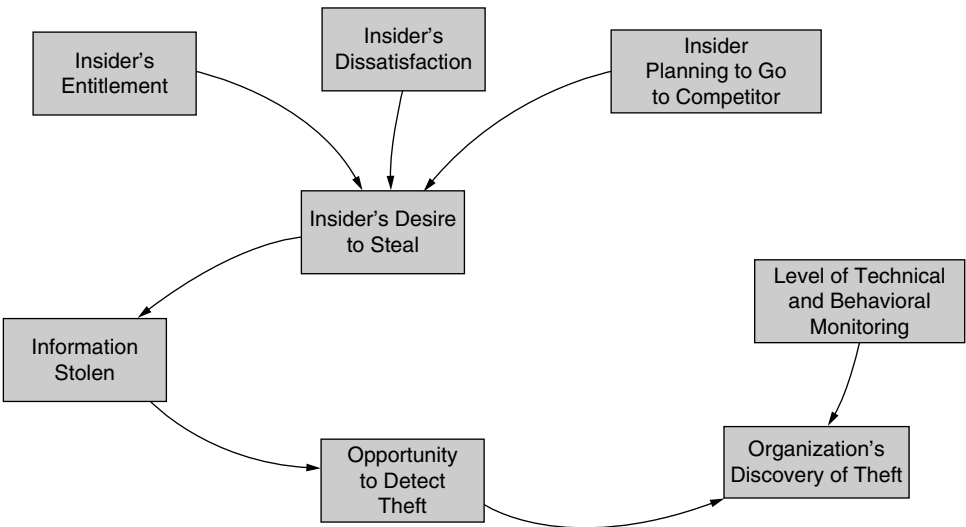 Insider's
Entitlement
Insider's
Dissatisfaction
Insider
Planning to Go
to Competitor
Insider's Desire
to Steal
Level of Technical
and Behavioral
Monitoring
Information
Stolen
Opportunity
to Detect
Theft
Organization's
Discovery of Theft